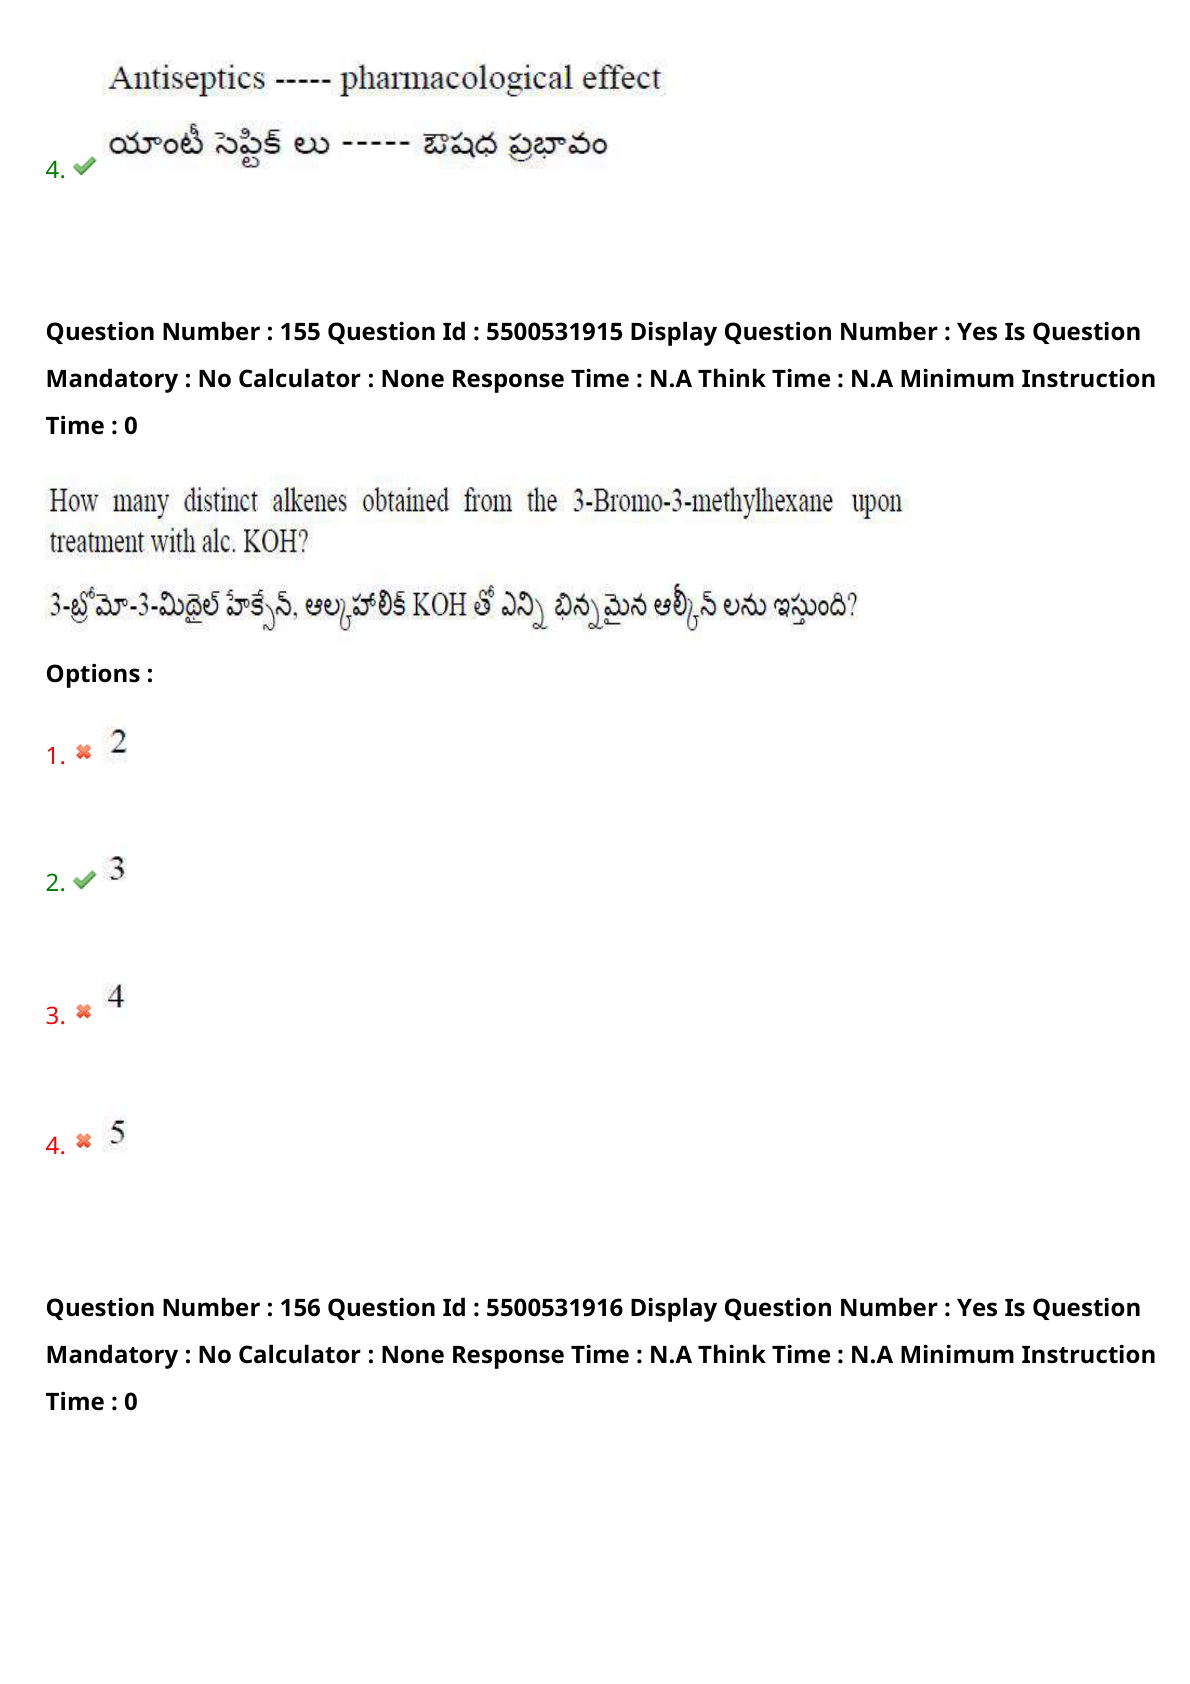 Antiseptics ----- pharmacological effect
యాంటీ సెప్టిక్ లు ----- ఔషధ ప్రభావం
4.
Question Number : 155 Question Id : 5500531915 Display Question Number : Yes Is Question
Mandatory : No Calculator : None Response Time : N.A Think Time : N.A Minimum Instruction
Time : 0
How many distinct alkenes obtained from the 3-Bromo-3-methylhexane upon
treatment with alc. KOH?
3-బ్రోమో-3-మిథైల్ హేక్సేన్, ఆల్కహాలిక్ KOH తో ఎన్ని భిన్నమైన ఆల్కీన్ లను ఇస్తుంది?
Options :
1. 2
2. 3
3. 4
4. 5
Question Number : 156 Question Id : 5500531916 Display Question Number : Yes Is Question
Mandatory : No Calculator : None Response Time : N.A Think Time : N.A Minimum Instruction
Time : 0